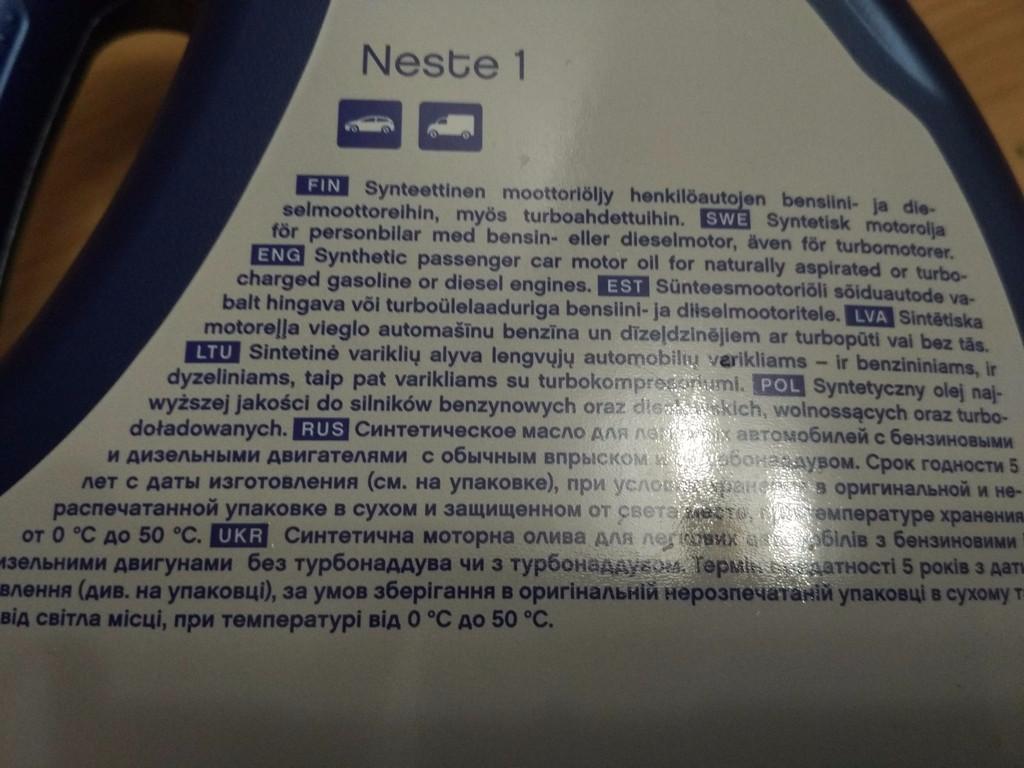 Neste 1
FIN Synteettinen moottoriöljy henkilöautojen bensiini- ja die-
selmoottoreihin, myös turboahdettuihin. SWE Syntetisk motorolja
för personbilar med bensin- eller dieselmotor, även för turbomotorer.
ENG Synthetic passenger car motor oil for naturally aspirated or turbo-
charged gasoline or diesel engines. EST Sünteesmootoriõli sõiduautode va-
balt hingava või turboülelaaduriga bensiini- ja diiselmootoritele. LVA Sintētiska
motoreļļa vieglo automašīnu benzīna un dīzeļdzinējiem ar turbopūti vai bez tās.
LTU Sintetinė variklių alyva lengvųjų automobilių varikliams – ir benzininiams, ir
dyzeliniams, taip pat varikliams su turbokompresoriumi. POL Syntetyczny olej naj-
wyższej jakości do silników benzynowych oraz wolnossących oraz turbo-
doładowanych. RUS Синтетическое масло для автомобилей с бензиновыми
и дизельными двигателями с обычным впрыском и Срок годности 5
лет с даты изготовления (см. на упаковке), при в оригинальной и не-
распечатанной упаковке в сухом и защищенном от света температуре хранения
от 0 °C до 50 °C. UKR Синтетична моторна олива для легкових з бензиновими
изельними двигунами без турбонаддува чи з турбонаддувом. Термін 5 років з дати
влення (див. на упаковці), за умов зберігання в оригінальній нерозпечатаній упаковці в сухому
від світла місці, при температурі від 0 °C до 50 °C.